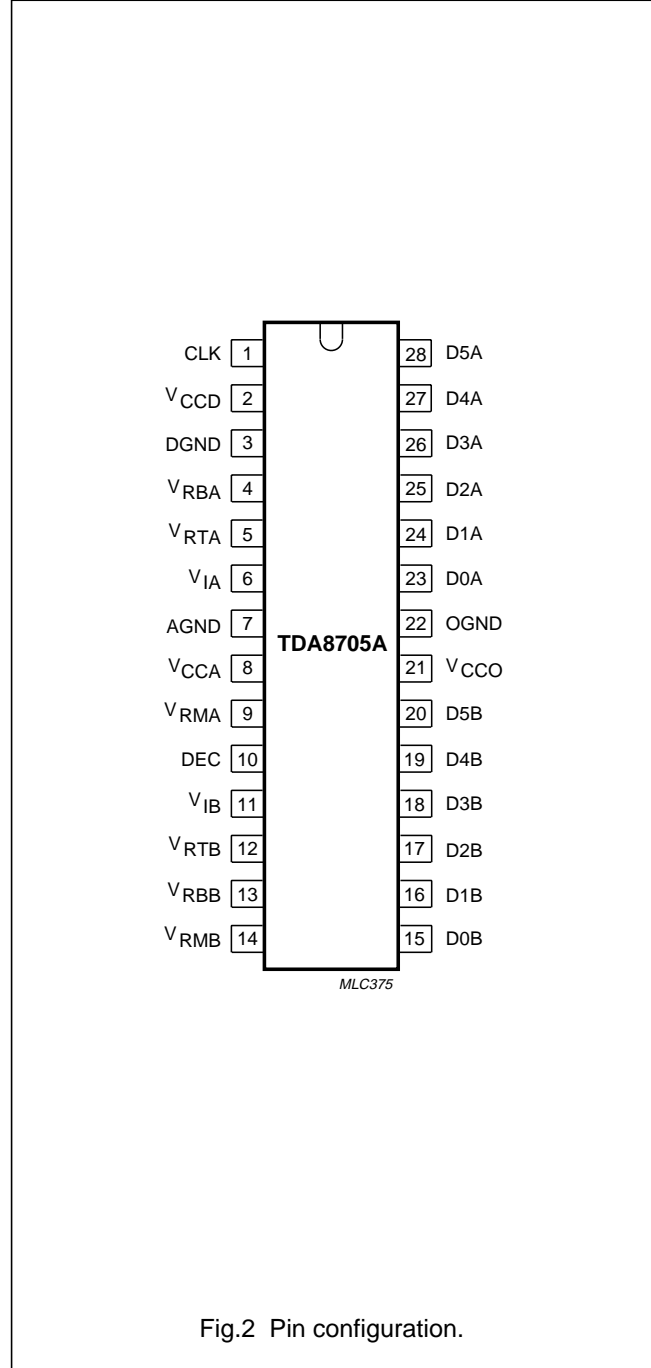 CLK 1 28 D5A
VCCD 2 27 D4A
DGND 3 26 D3A
VRBA 4 25 D2A
VRTA 5 24 D1A
VIA 6 23 D0A
AGND 7 22 OGND
TDA8705A
VCCA 8 21 VCCO
VRMA 9 20 D5B
DEC 10 19 D4B
VIB 11 18 D3B
VRTB 12 17 D2B
VRBB 13 16 D1B
VRMB 14 15 D0B
MLC375
Fig.2 Pin configuration.